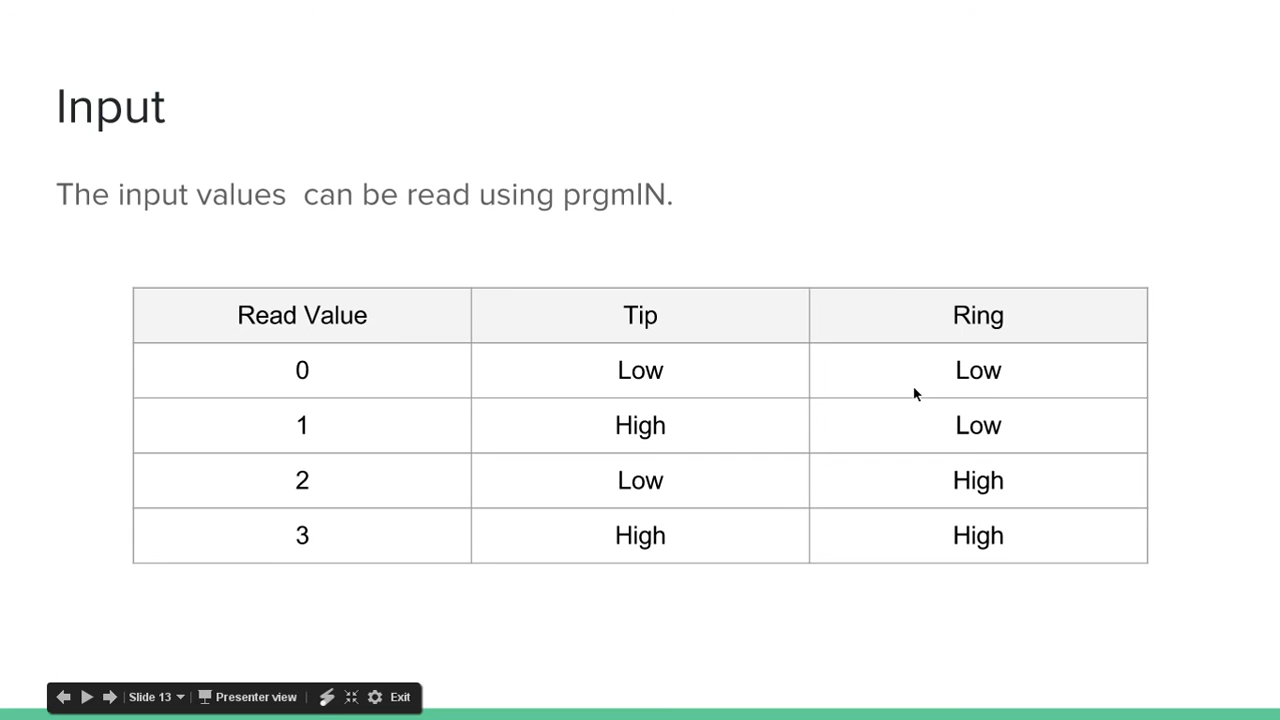 Input
The input values  can be read using prgmIN.
Read Value Tip Ring
0 Low Low
1 High Low
2 Low High
3 High High
Slide 13 Presenter view Exit